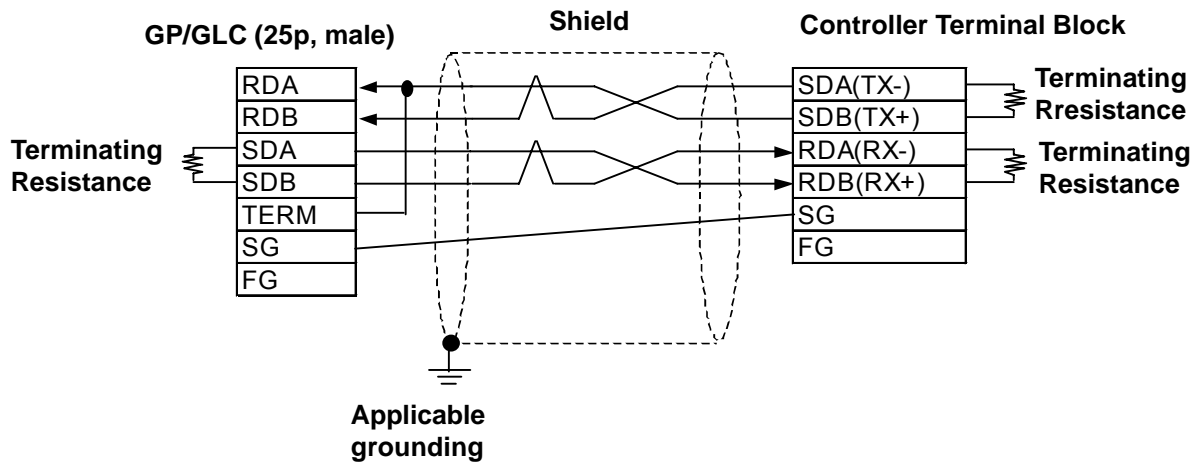 Shield
GP/GLC (25p, male)
Controller Terminal Block
RDA
RDB
SDA
SDB
TERM
SG
FG
Terminating
Resistance
SDA(TX-)
SDB(TX+)
RDA(RX-)
RDB(RX+)
SG
FG
Terminating
Rresistance
Terminating
Resistance
Applicable
grounding